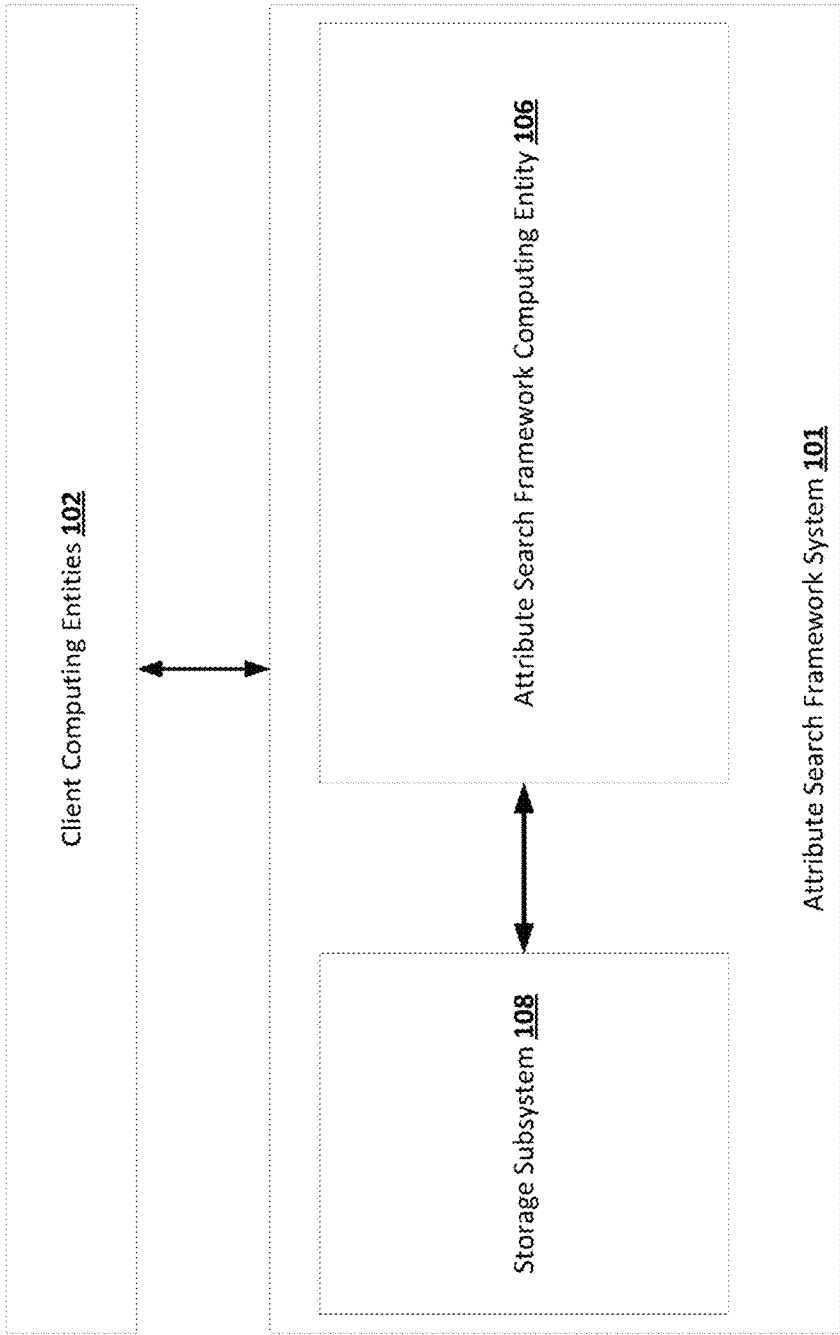 Client Computing Entities 102
Storage Subsystem 108
Attribute Search Framework Computing Entity 106
Attribute Search Framework System 101